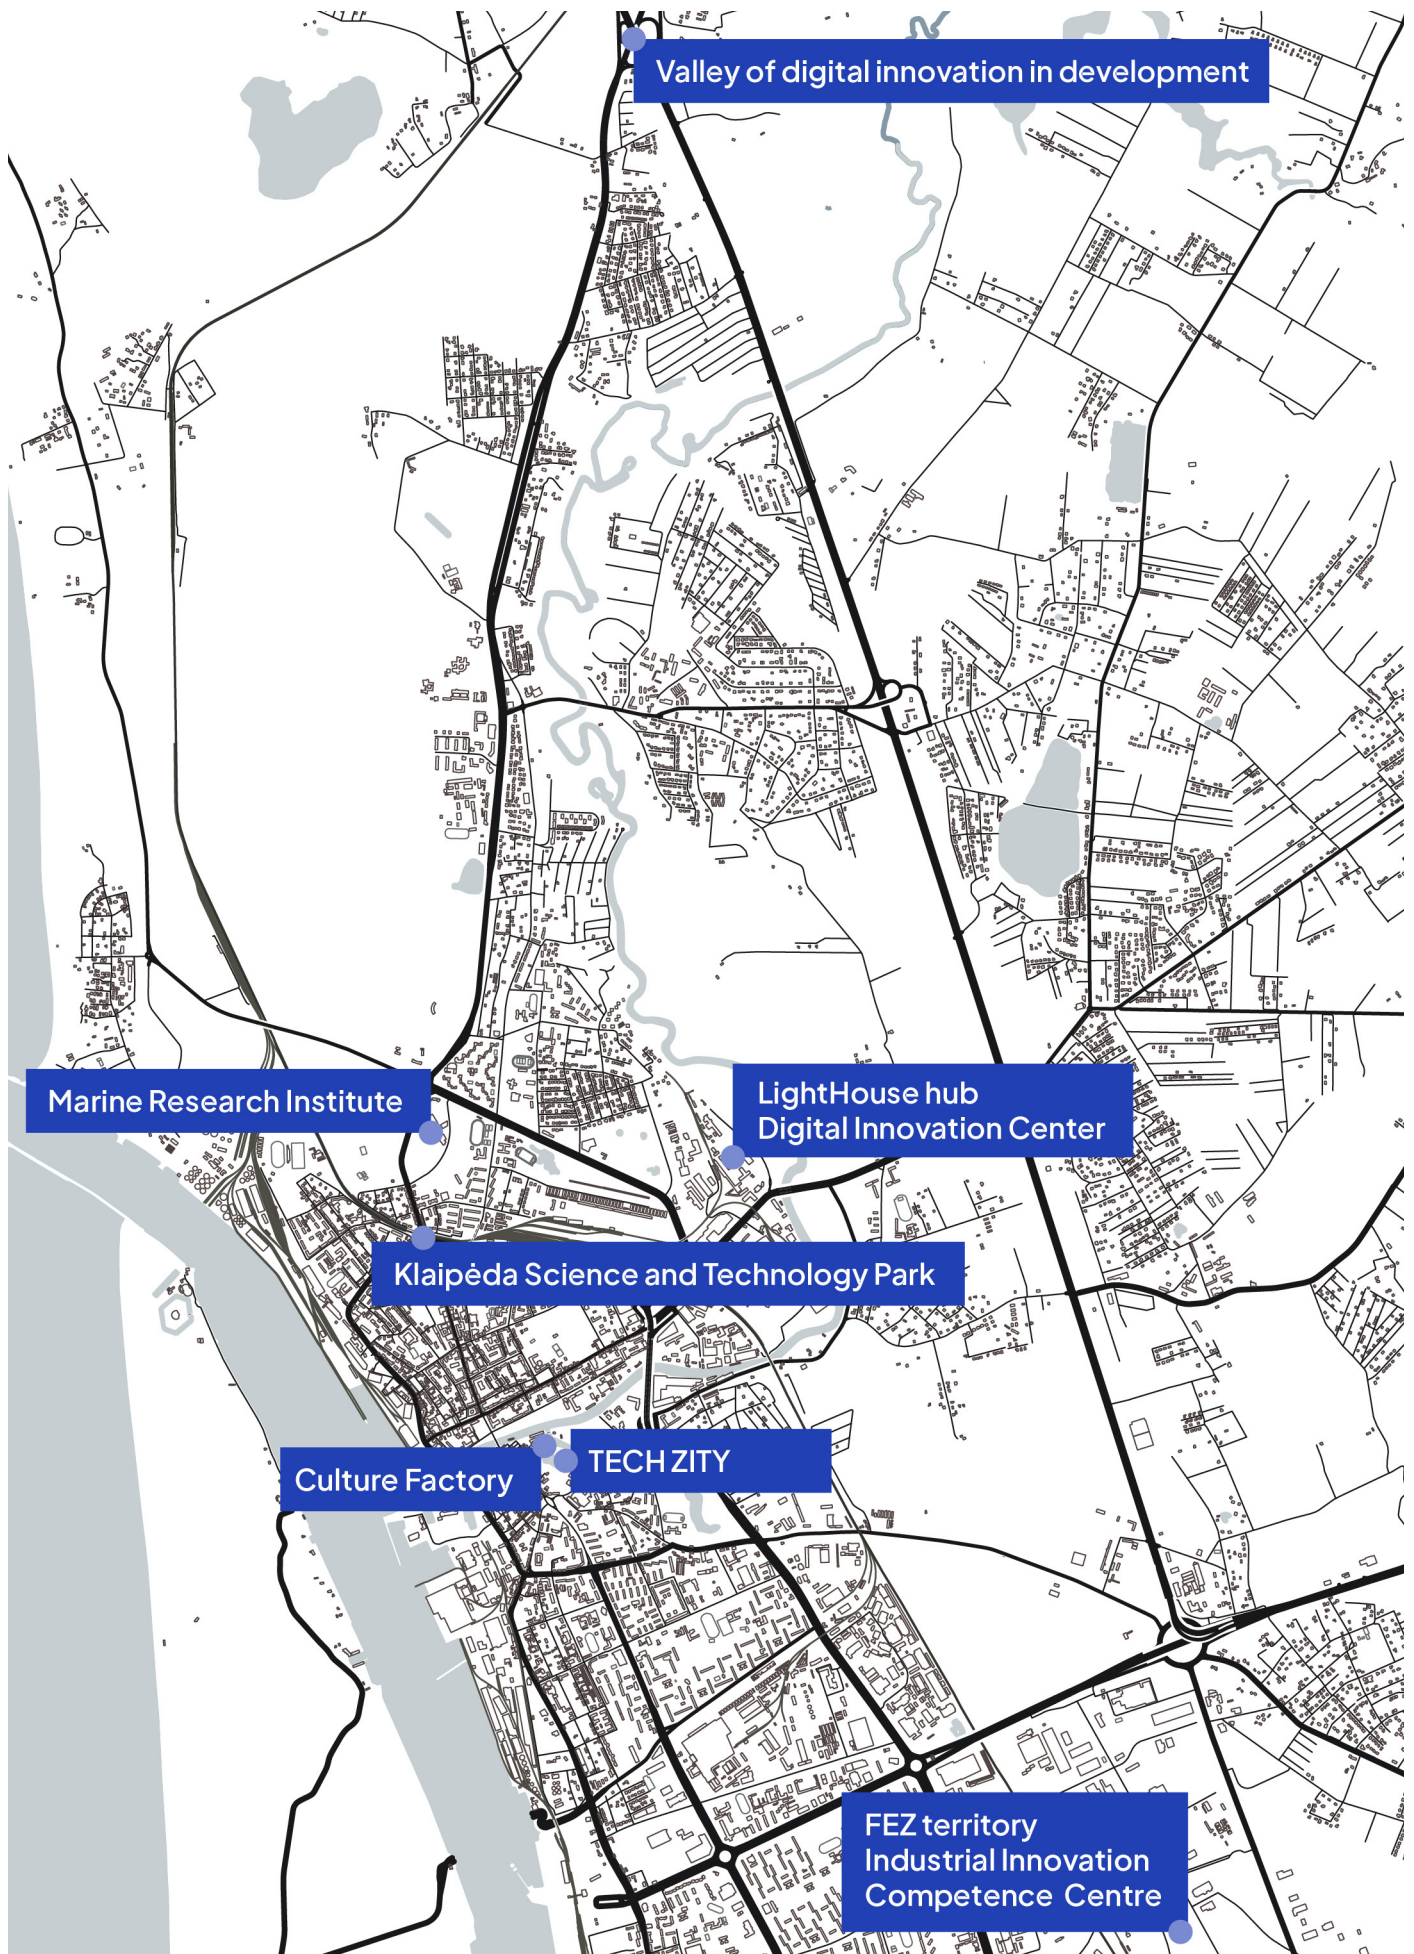 Valley of digital innovation in development
Marine Research Institute
LightHouse hub
Digital Innovation Center
Klaipėda Science and Technology Park
Culture Factory
TECH ZITY
FEZ territory
Industrial Innovation
Competence Centre